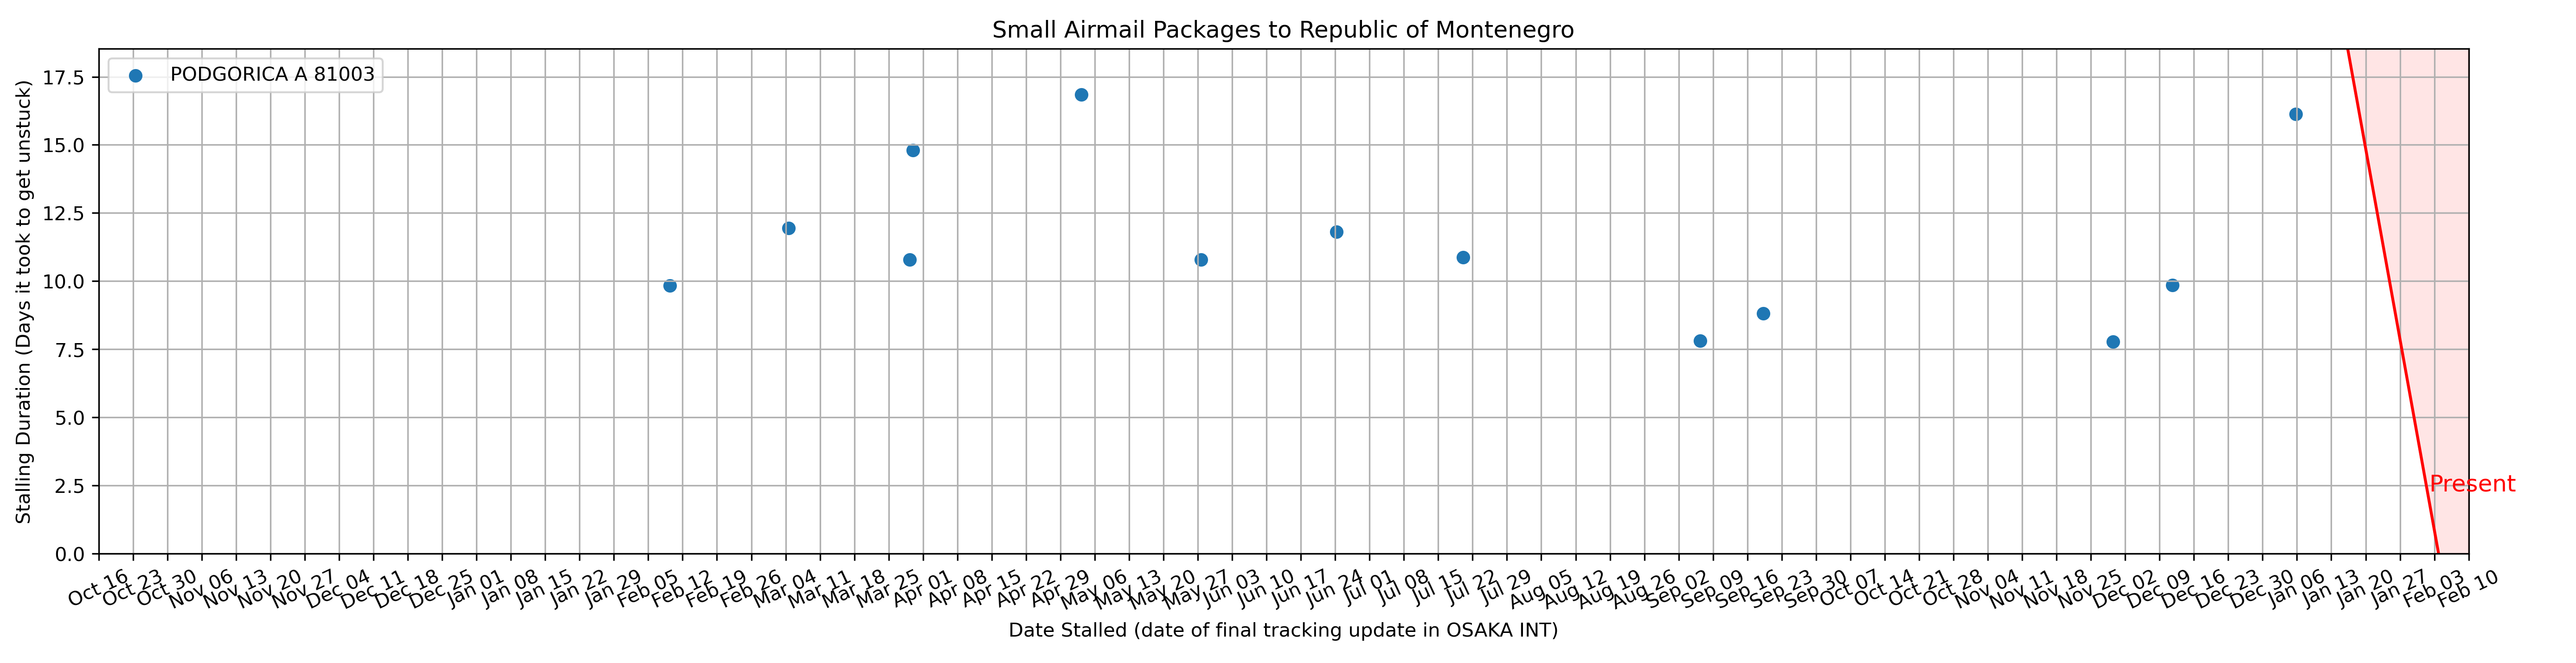 Small Airmail Packages to Republic of Montenegro
PODGORICA A 81003
Stalling Duration (Days it took to get unstuck)
17.5
15.0
12.5
10.0
7.5
5.0
2.5
0.0
Present
Oct 16
Oct 23
Oct 30
Nov 06
Nov 13
Nov 20
Nov 27
Dec 04
Dec 11
Dec 18
Dec 25
Jan 01
Jan 08
Jan 15
Jan 22
Jan 29
Feb 05
Feb 12
Feb 19
Feb 26
Mar 04
Mar 11
Mar 18
Mar 25
Apr 01
Apr 08
Apr 15
Apr 22
Apr 29
May 06
May 13
May 20
May 27
Jun 03
Jun 10
Jun 17
Jun 24
Jul 01
Jul 08
Jul 15
Jul 22
Jul 29
Aug 05
Aug 12
Aug 19
Aug 26
Sep 02
Sep 09
Sep 16
Sep 23
Sep 30
Oct 07
Oct 14
Oct 21
Oct 28
Nov 04
Nov 11
Nov 18
Nov 25
Dec 02
Dec 09
Dec 16
Dec 23
Dec 30
Jan 06
Jan 13
Jan 20
Jan 27
Feb 03
Feb 10
Date Stalled (date of final tracking update in OSAKA INT)